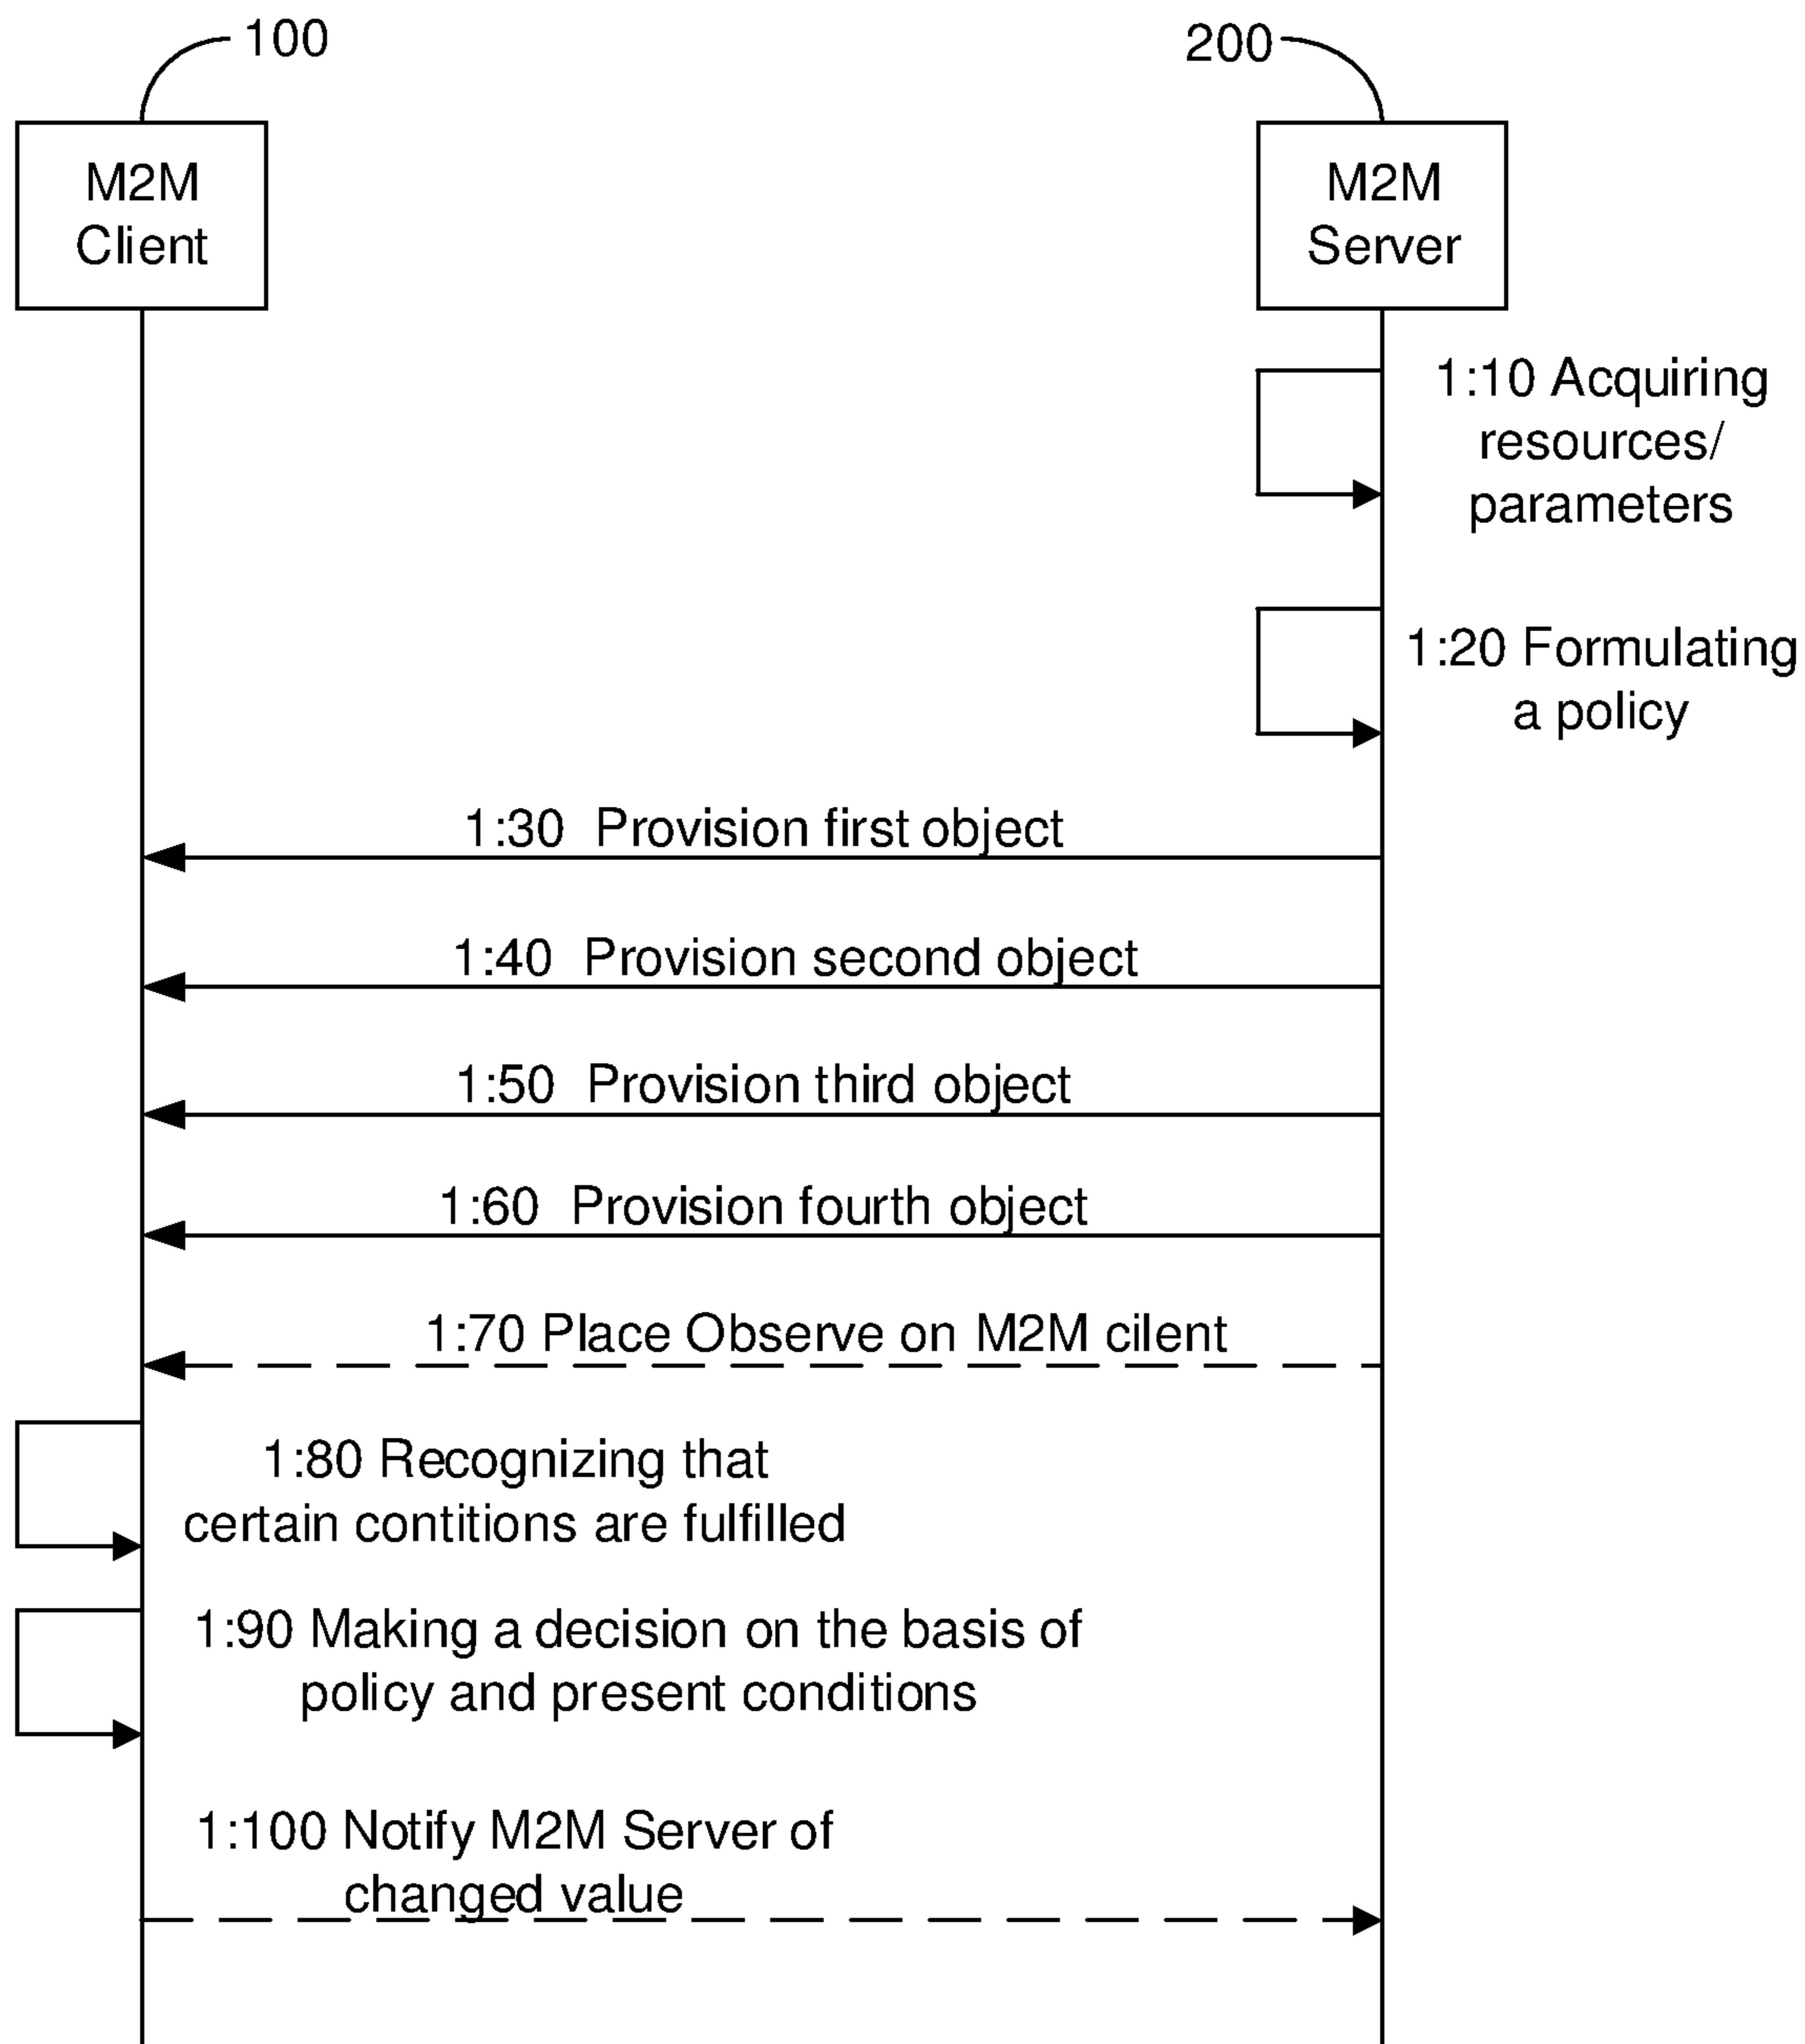 100
200
M2M
Client
M2M
Server
1:10 Acquiring
resources/
parameters
1:20 Formulating
a policy
1:30 Provision first object
1:40 Provision second object
1:50 Provision third object
1:60 Provision fourth object
1:70 Place Observe on M2M cilent
1:80 Recognizing that
certain contitions are fulfilled
1:90 Making a decision on the basis of
policy and present conditions
1:100 Notify M2M Server of
changed value